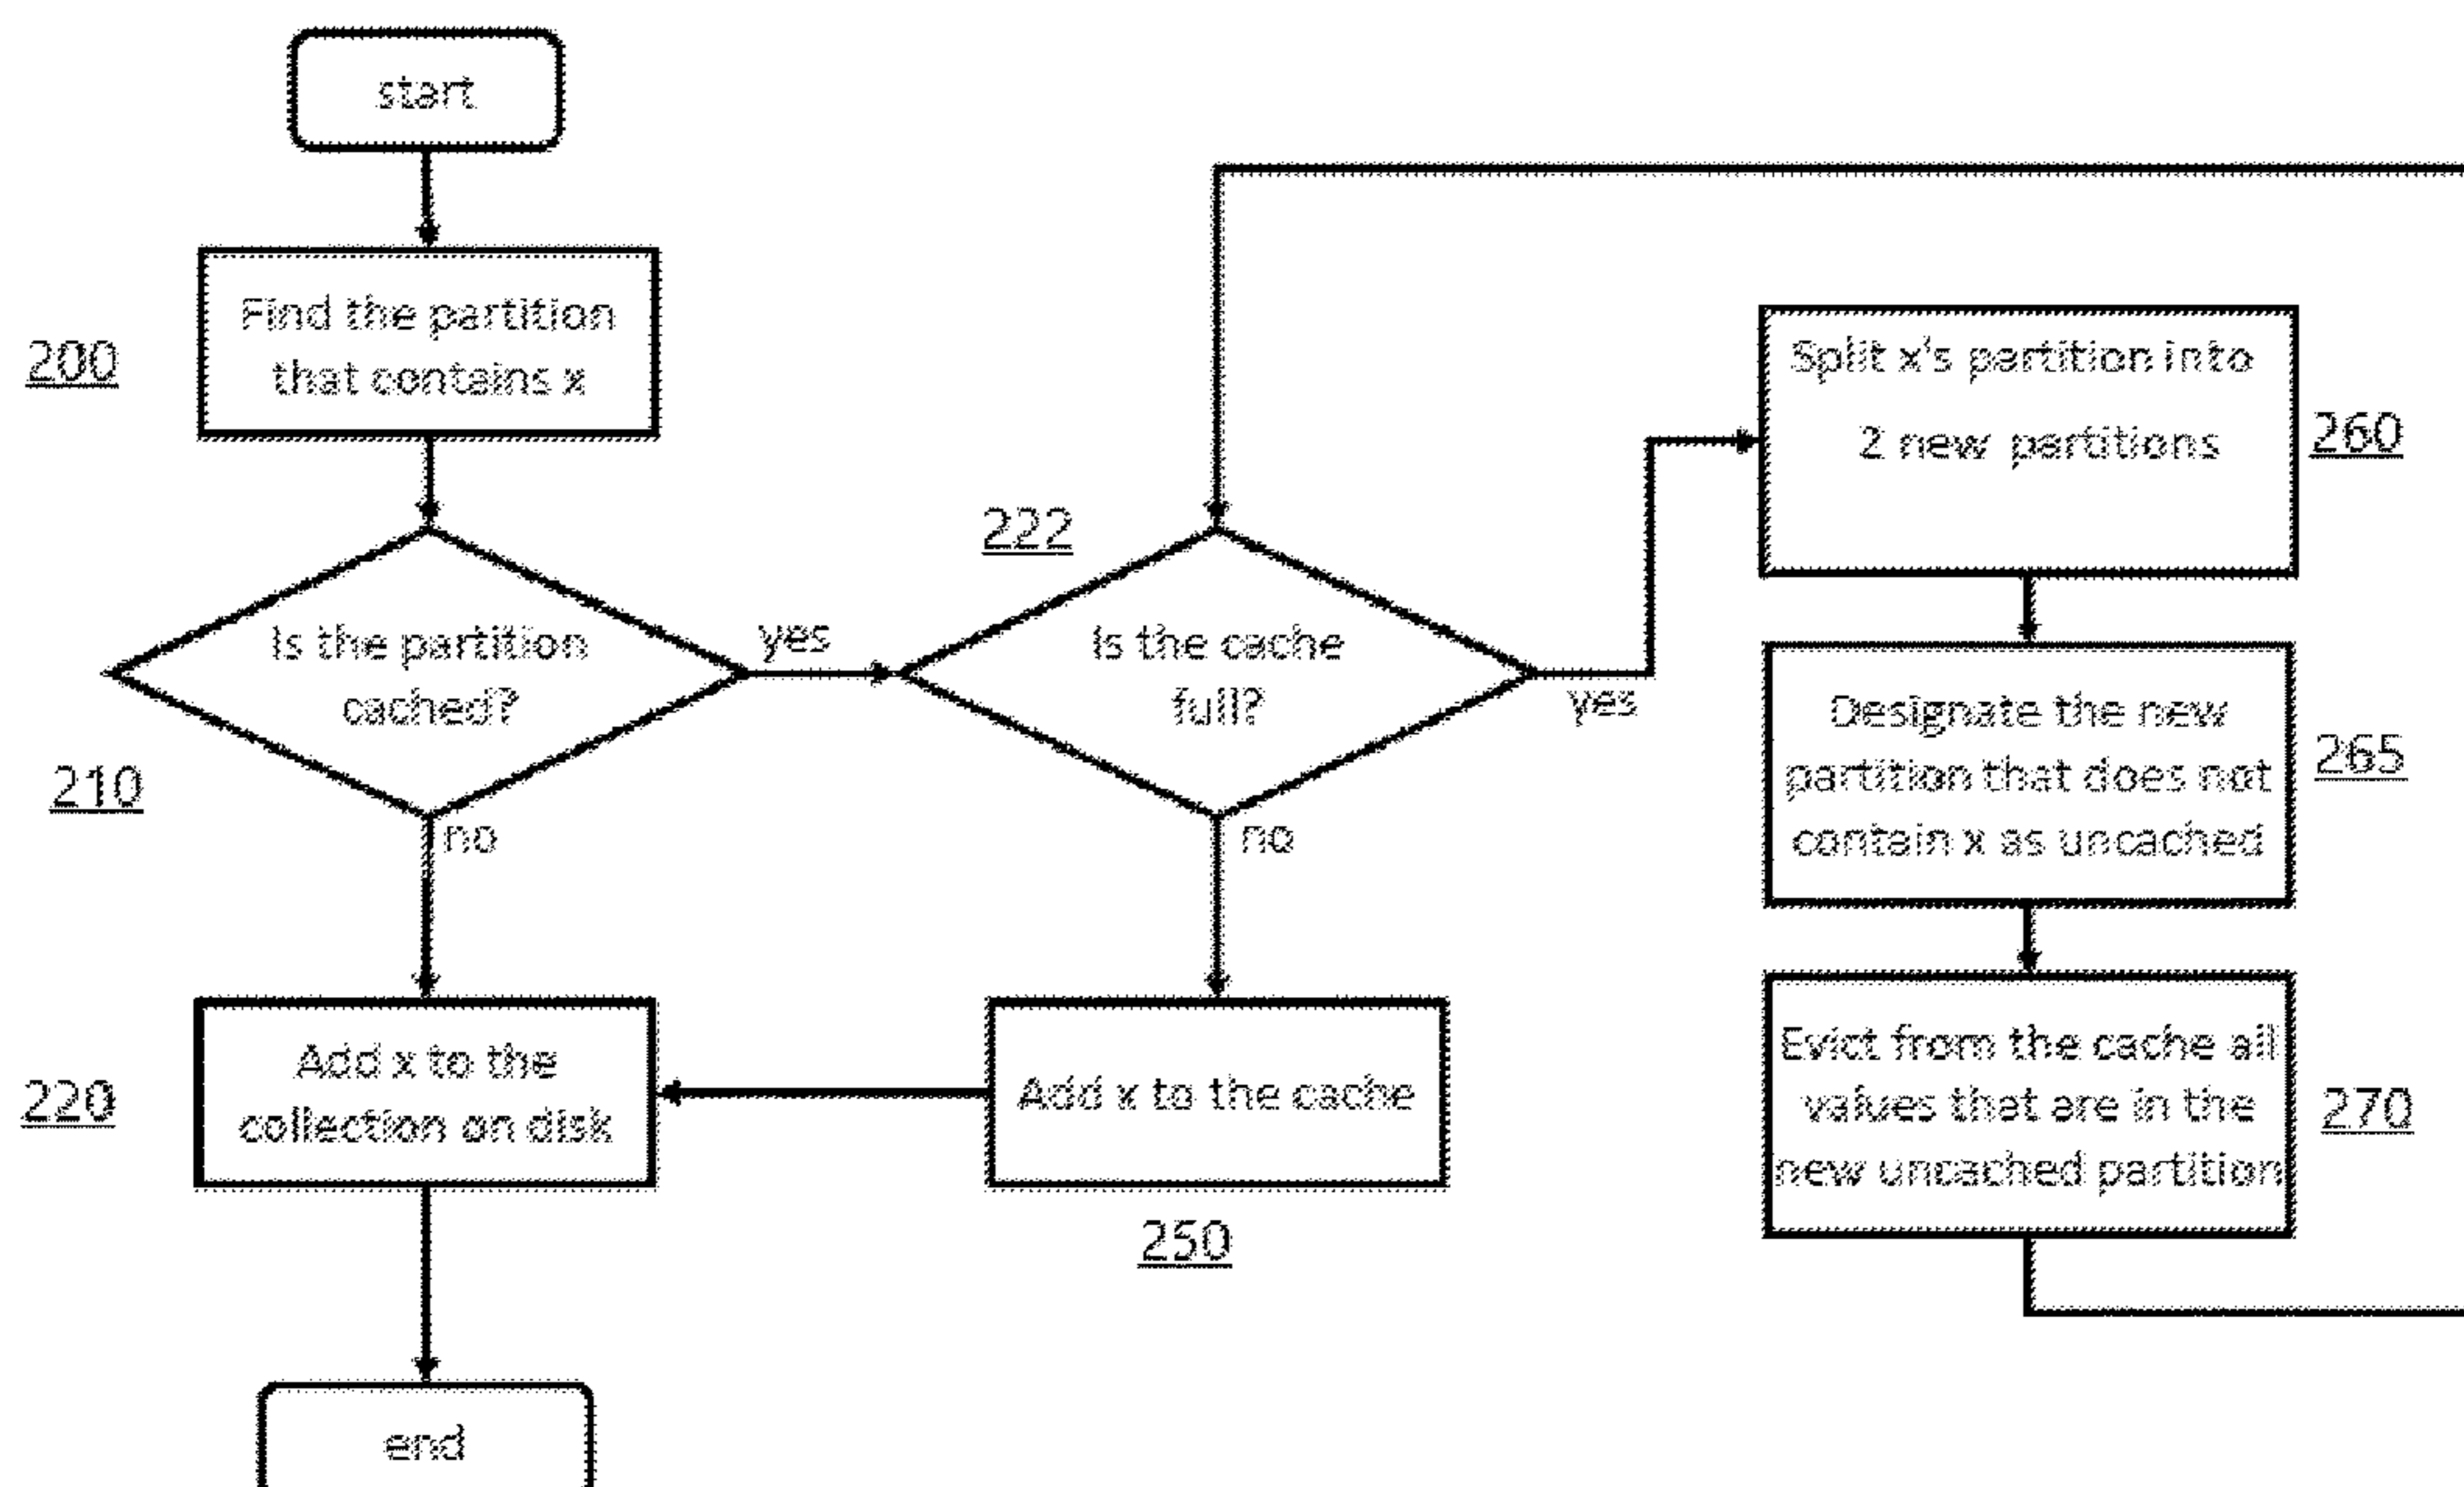 start
200
Find the partition
that contains x
210
Is the partition
cached?
yes
no
222
Is the cache
full?
yes
no
220
Add x to the
collection on disk
Add x to the cache
250
Split x's partition into
2 new partitions
260
Designate the new
partition that does not
contain x as uncached
265
Evict from the cache all
values that are in the
new uncached partition
270
end